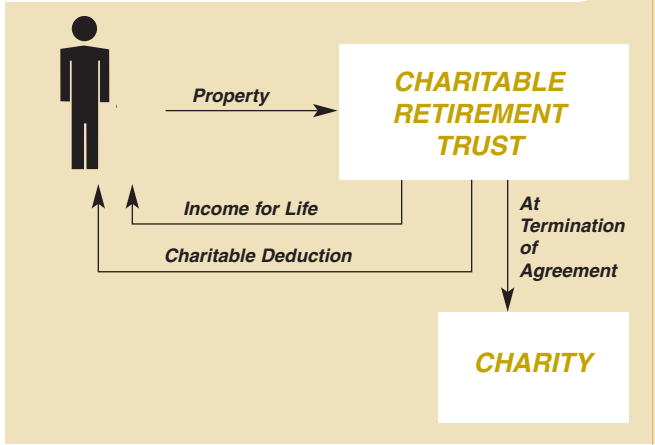 Property
CHARITABLE
RETIREMENT
TRUST
Income for Life
Charitable Deduction
At
Termination
of
Agreement
CHARITY